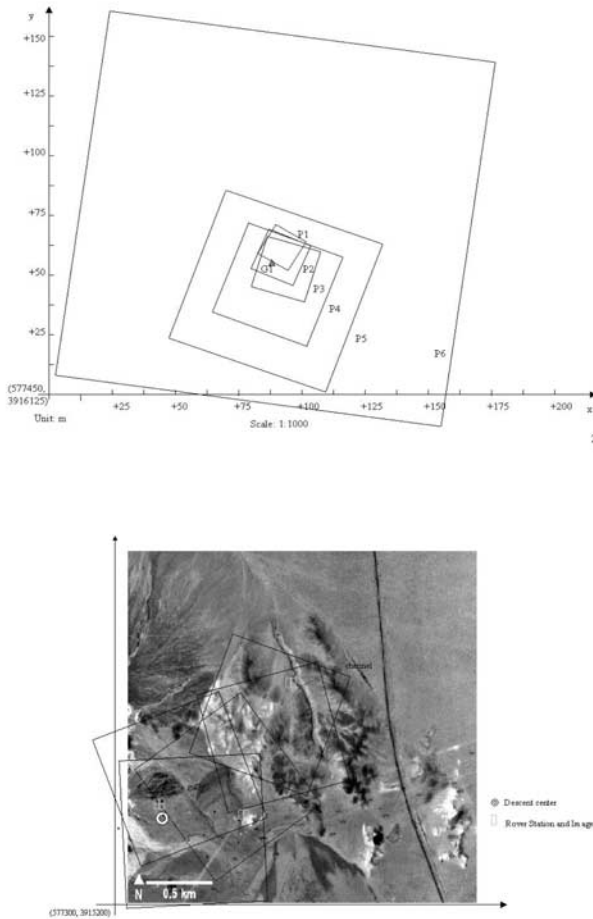 y
+150
+125
+100
+75
+50
+25
P1
G1
P2
P3
P4
P5
P6
(577450,
3916125)
+25
+50
+75
+100
+125
+150
+175
+200
x
Unit: m
Scale: 1:1000
channel
Descent center
Rover Station and Image
N
0.5 km
(577300, 3915200)